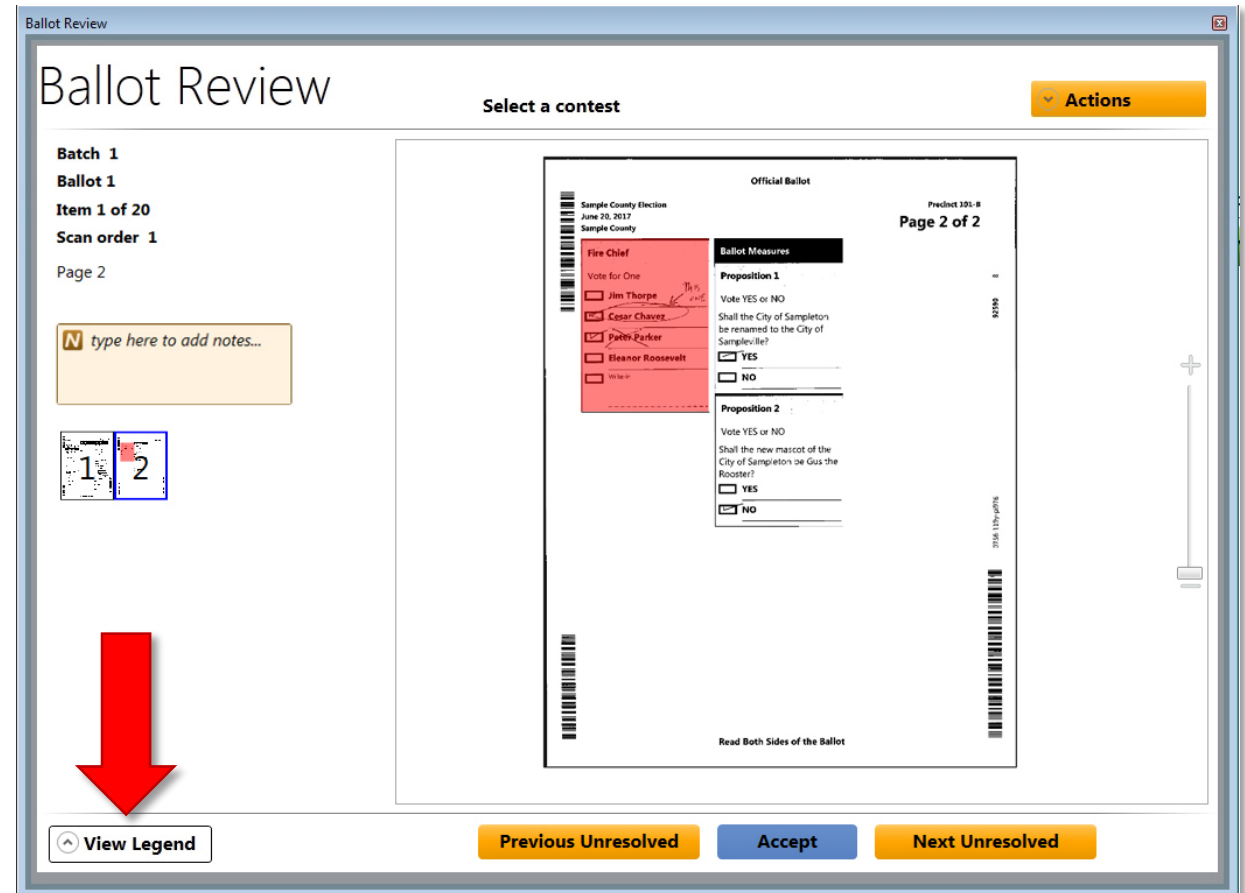 Ballot Review
Ballot Review
Select a contest
Actions
Batch 1
Ballot 1
Item 1 of 20
Scan order 1
Page 2
N type here to add notes...
1 2
Official Ballot
Sample County Election
June 20, 2017
Sample County
Precinct 101-B
Page 2 of 2
Fire Chief
Vote for One
Jim Thorpe
THIS
ONE
Cesar Chavez
Peter Parker
Eleanor Roosevelt
Write-in
Ballot Measures
Proposition 1
Vote YES or NO
Shall the City of Sampleton
be renamed to the City of
Sampleville?
YES
NO
Proposition 2
Vote YES or NO
Shall the new mascot of the
City of Sampleton be Gus the
Rooster?
YES
NO
8
92590
Read Both Sides of the Ballot
View Legend
Previous Unresolved
Accept
Next Unresolved